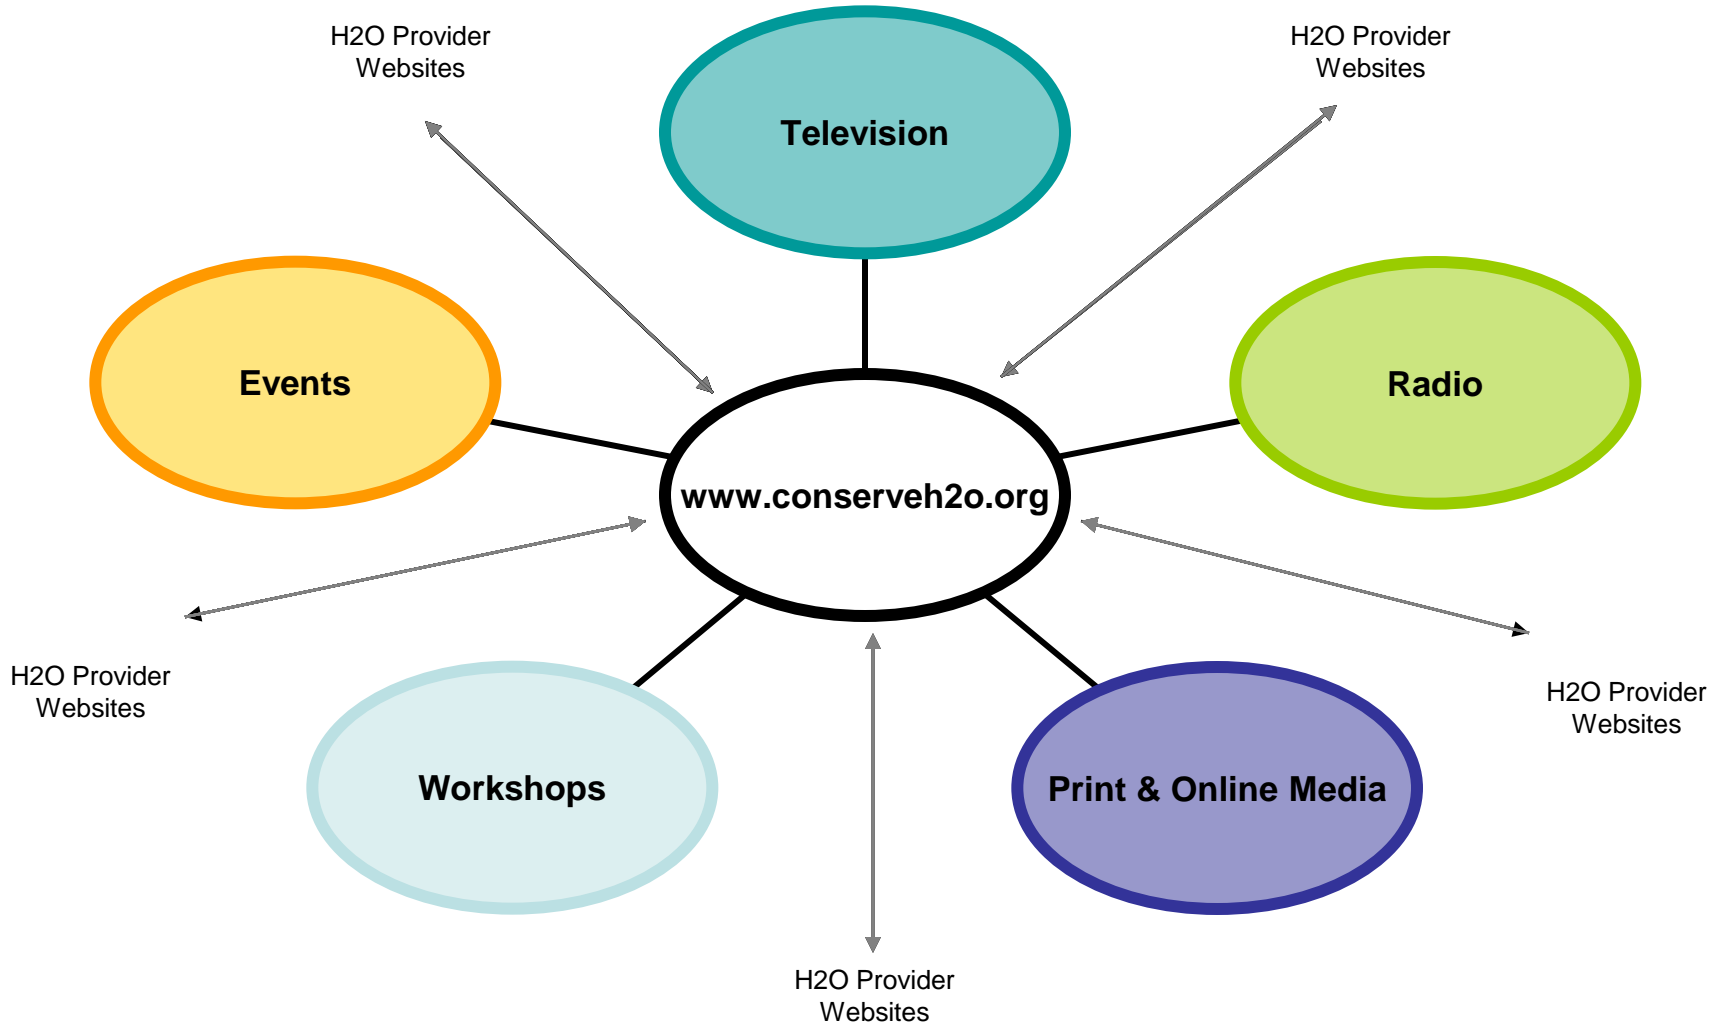 H2O Provider
Websites
H2O Provider
Websites
Television
Events
Radio
www.conserveh2o.org
H2O Provider
Websites
H2O Provider
Websites
Workshops
Print & Online Media
H2O Provider
Websites